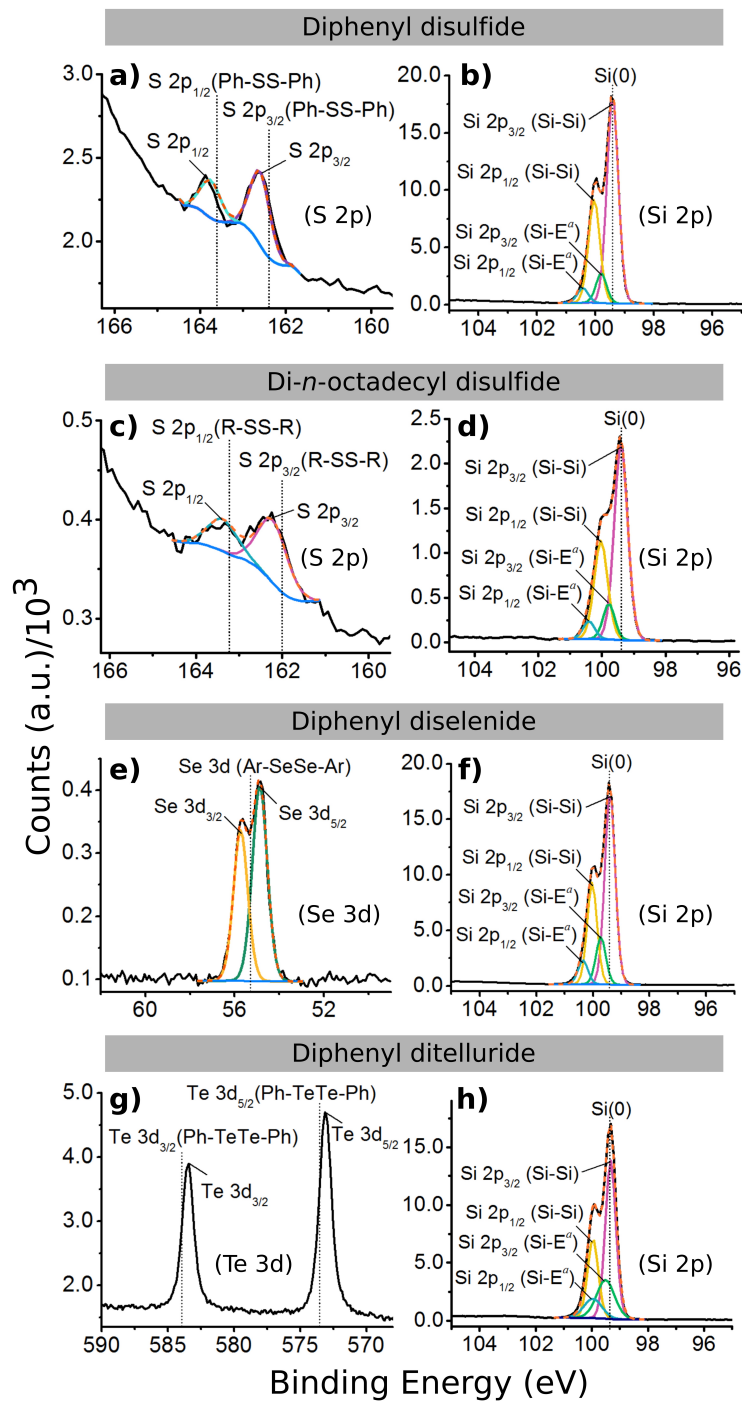 Diphenyl disulfide
a)
S 2p1/2(Ph-SS-Ph)
S 2p3/2(Ph-SS-Ph)
S 2p1/2
S 2p3/2
(S 2p)
3.0
2.5
2.0
166
164
162
160
b)
Si(0)
Si 2p3/2 (Si-Si)
Si 2p1/2 (Si-Si)
Si 2p3/2 (Si-Eᵃ)
Si 2p1/2 (Si-Eᵃ)
(Si 2p)
20.0
15.0
10.0
5.0
0.0
104
102
100
98
96
Di-n-octadecyl disulfide
c)
S 2p1/2(R-SS-R)
S 2p3/2(R-SS-R)
S 2p1/2
S 2p3/2
(S 2p)
0.5
0.4
0.3
166
164
162
160
d)
Si(0)
Si 2p3/2 (Si-Si)
Si 2p1/2 (Si-Si)
Si 2p3/2 (Si-Eᵃ)
Si 2p1/2 (Si-Eᵃ)
(Si 2p)
2.5
2.0
1.5
1.0
0.5
0.0
104
102
100
98
96
Counts (a.u.)/10³
Diphenyl diselenide
e)
Se 3d (Ar-SeSe-Ar)
Se 3d3/2
Se 3d5/2
(Se 3d)
0.4
0.3
0.2
0.1
60
56
52
f)
Si(0)
Si 2p3/2 (Si-Si)
Si 2p1/2 (Si-Si)
Si 2p3/2 (Si-Eᵃ)
Si 2p1/2 (Si-Eᵃ)
(Si 2p)
20.0
15.0
10.0
5.0
0.0
104
102
100
98
96
Diphenyl ditelluride
g)
Te 3d5/2(Ph-TeTe-Ph)
Te 3d3/2(Ph-TeTe-Ph)
Te 3d5/2
Te 3d3/2
(Te 3d)
5.0
4.0
3.0
2.0
590
585
580
575
570
h)
Si(0)
Si 2p3/2 (Si-Si)
Si 2p1/2 (Si-Si)
Si 2p3/2 (Si-Eᵃ)
Si 2p1/2 (Si-Eᵃ)
(Si 2p)
15.0
10.0
5.0
0.0
104
102
100
98
96
Binding Energy (eV)